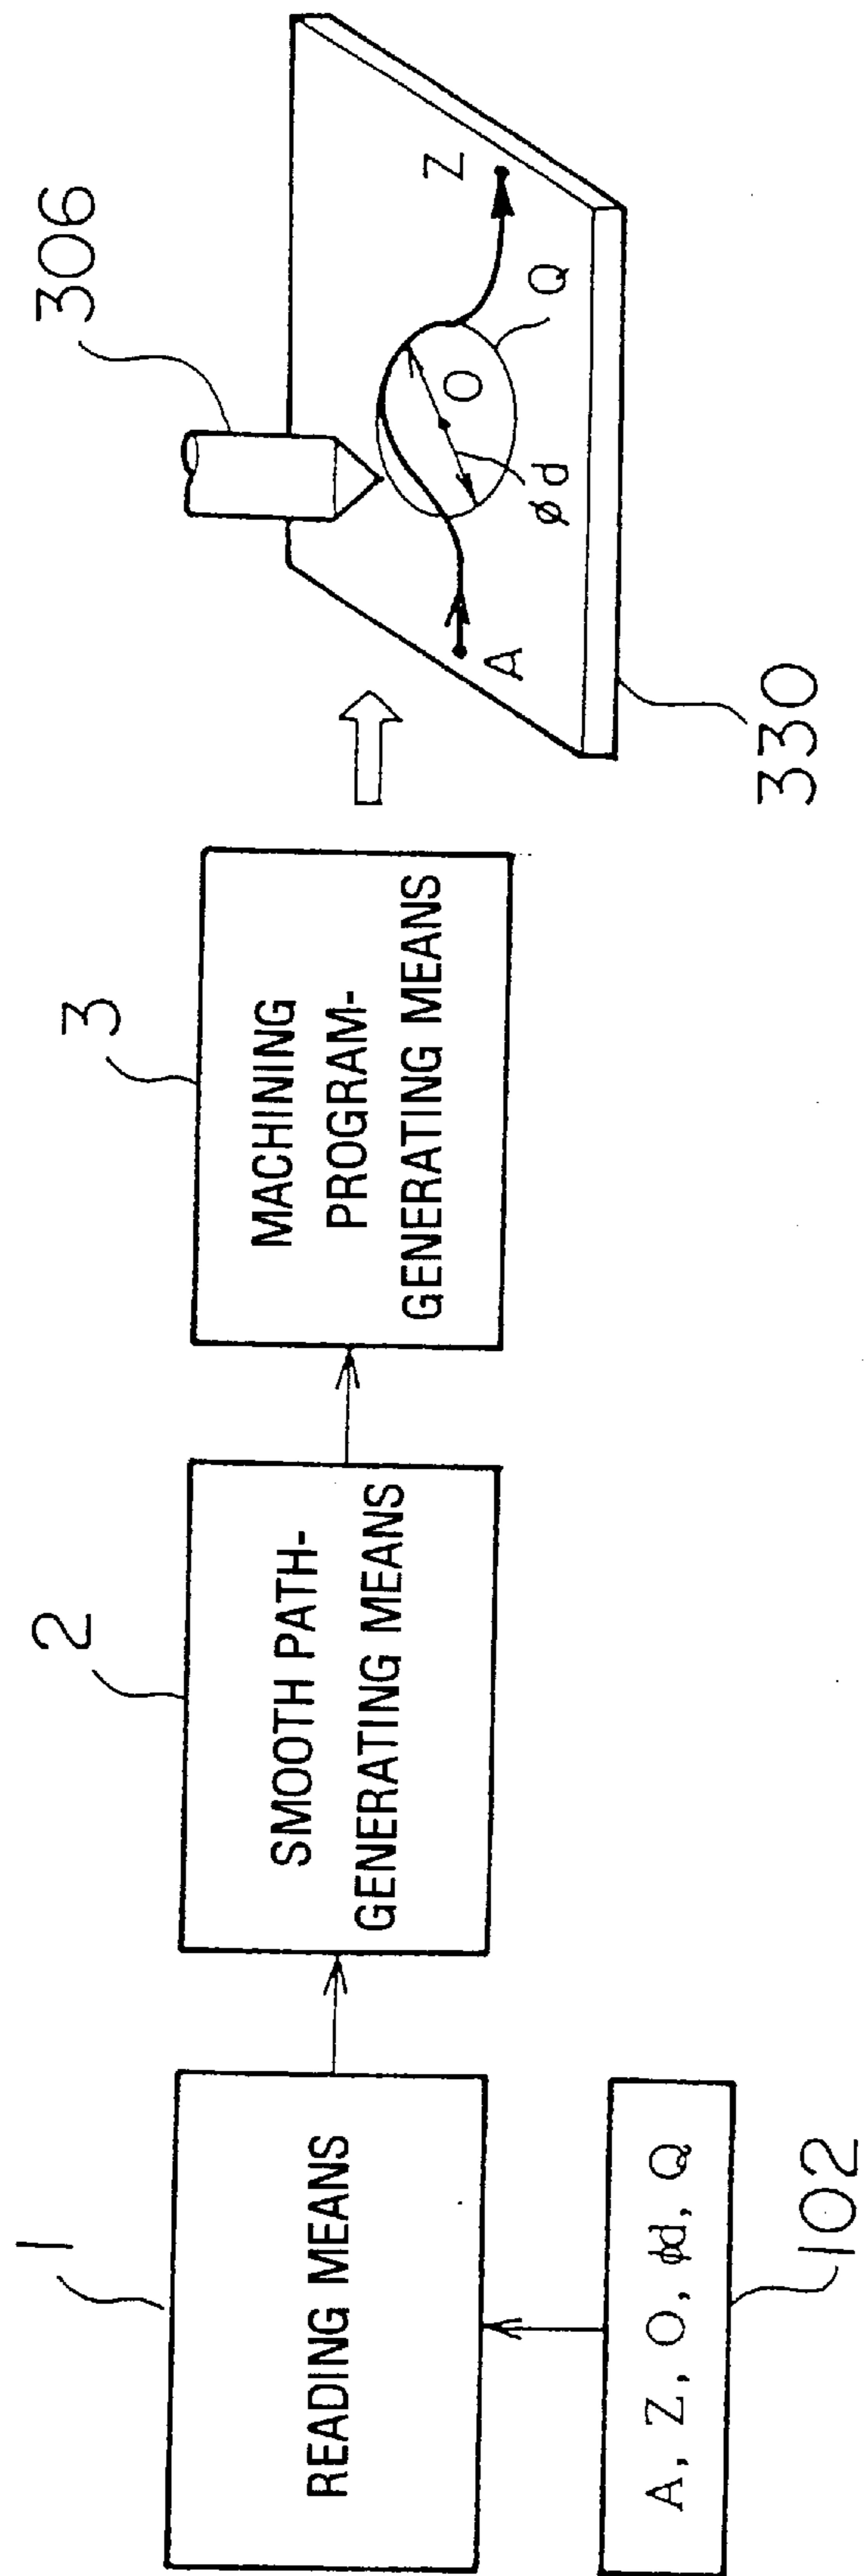 1
READING MEANS
A, Z, O, φd, Q
102
2
SMOOTH PATH-
GENERATING MEANS
3
MACHINING
PROGRAM-
GENERATING MEANS
306
A
Z
O
φd
Q
330